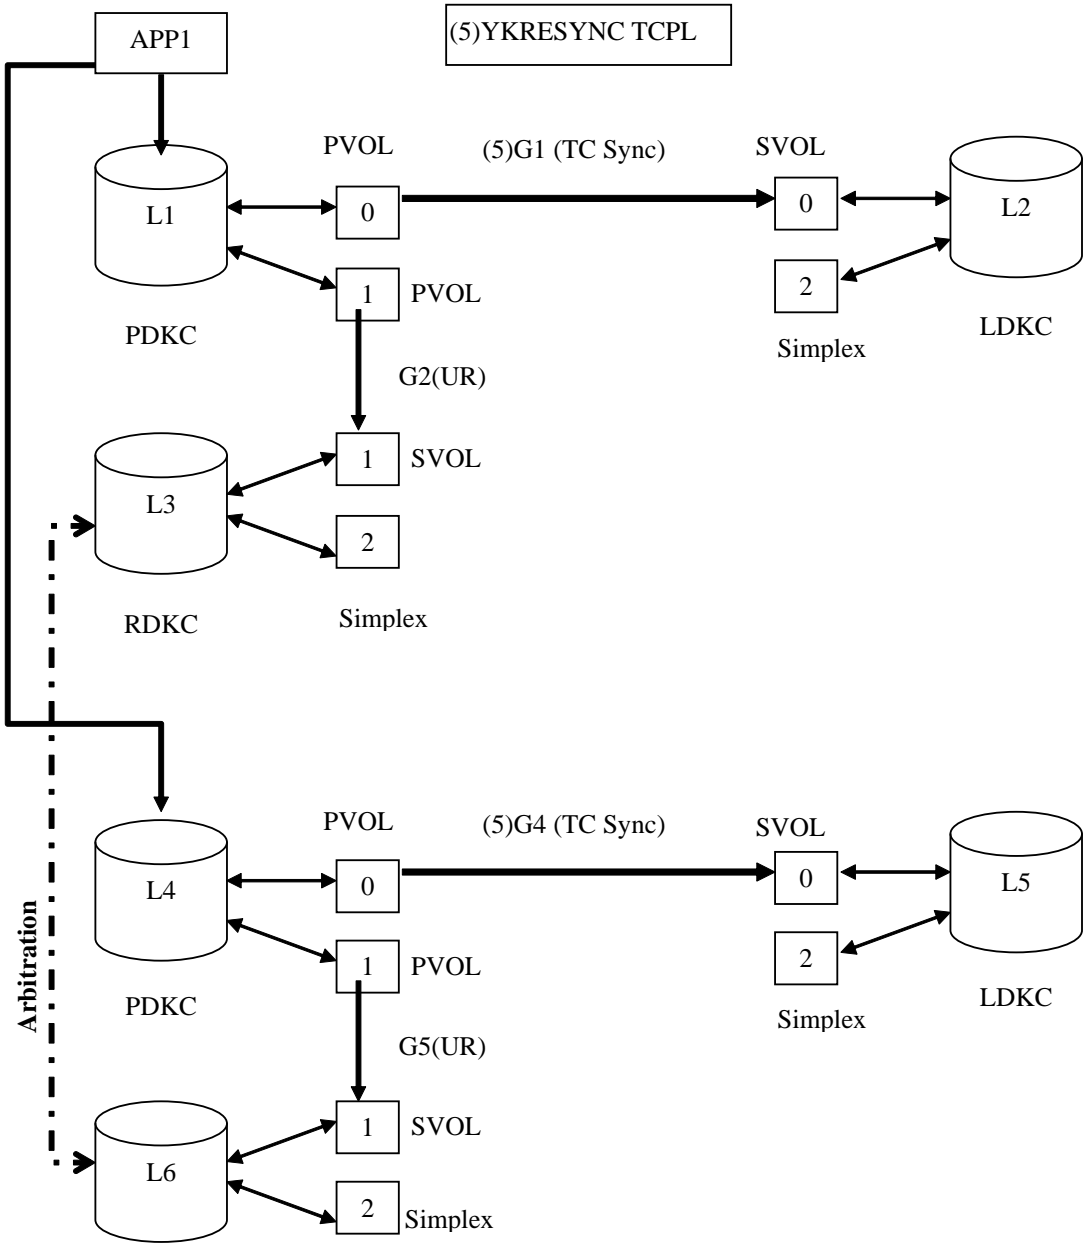 APP1
(5)YKRESYNC TCPL
PVOL
(5)G1 (TC Sync)
SVOL
L1
0
0
L2
1
PVOL
2
PDKC
LDKC
Simplex
G2(UR)
1
SVOL
L3
2
RDKC
Simplex
PVOL
(5)G4 (TC Sync)
SVOL
L4
0
0
L5
Arbitration
1
PVOL
2
PDKC
LDKC
Simplex
G5(UR)
1
SVOL
L6
2
Simplex